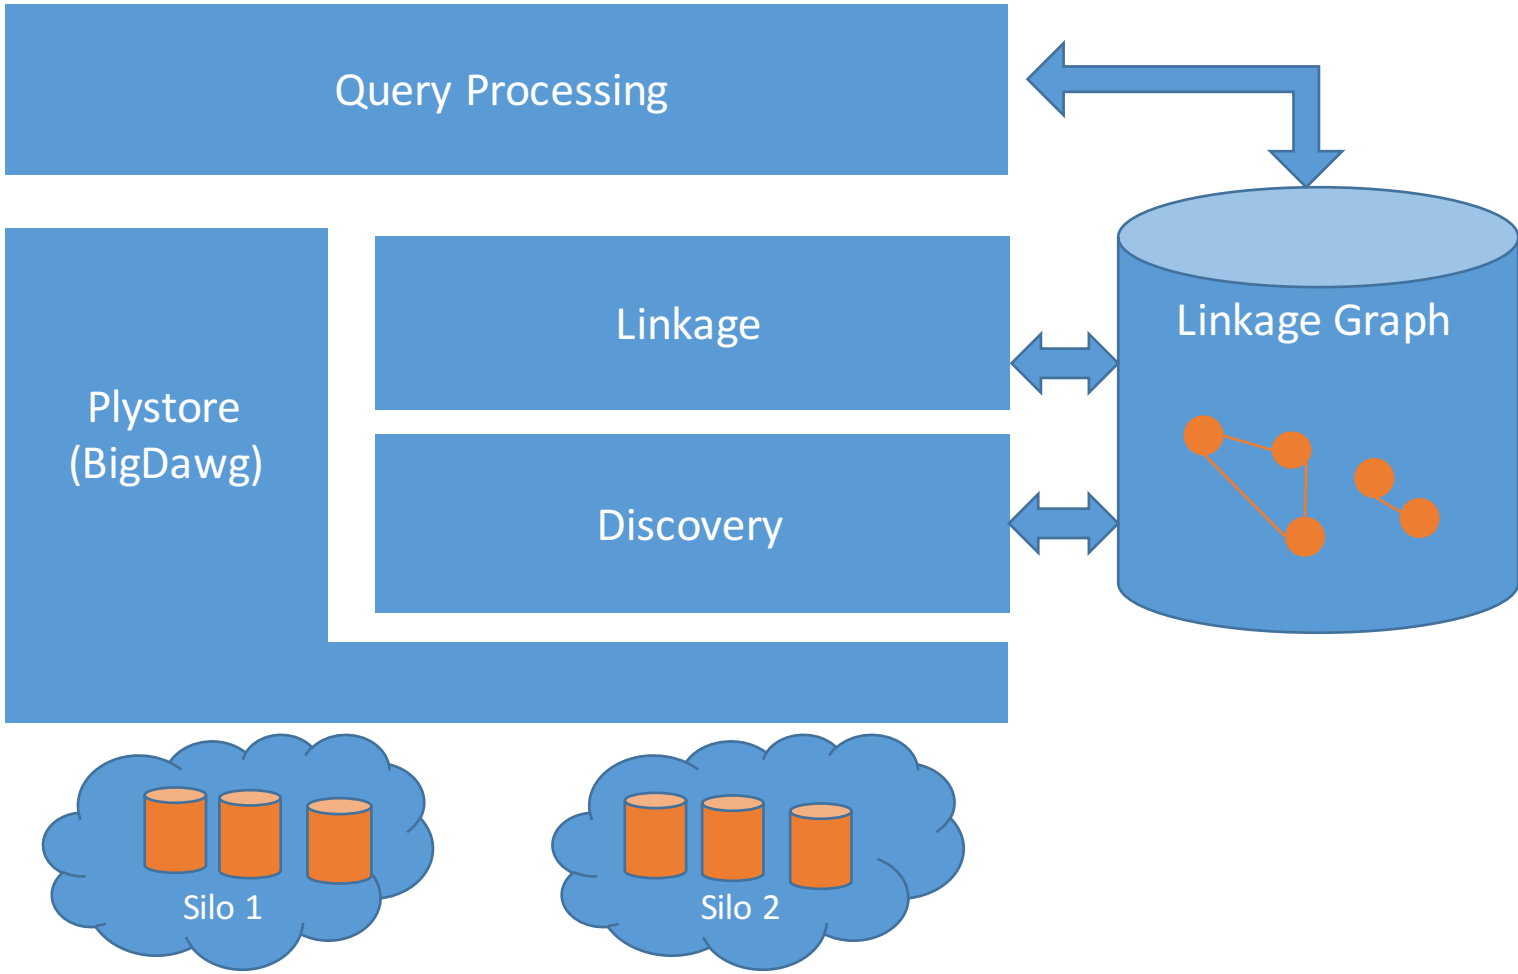 Query Processing
Linkage
Linkage Graph
Plystore
(BigDawg)
Discovery
Silo 1
Silo 2